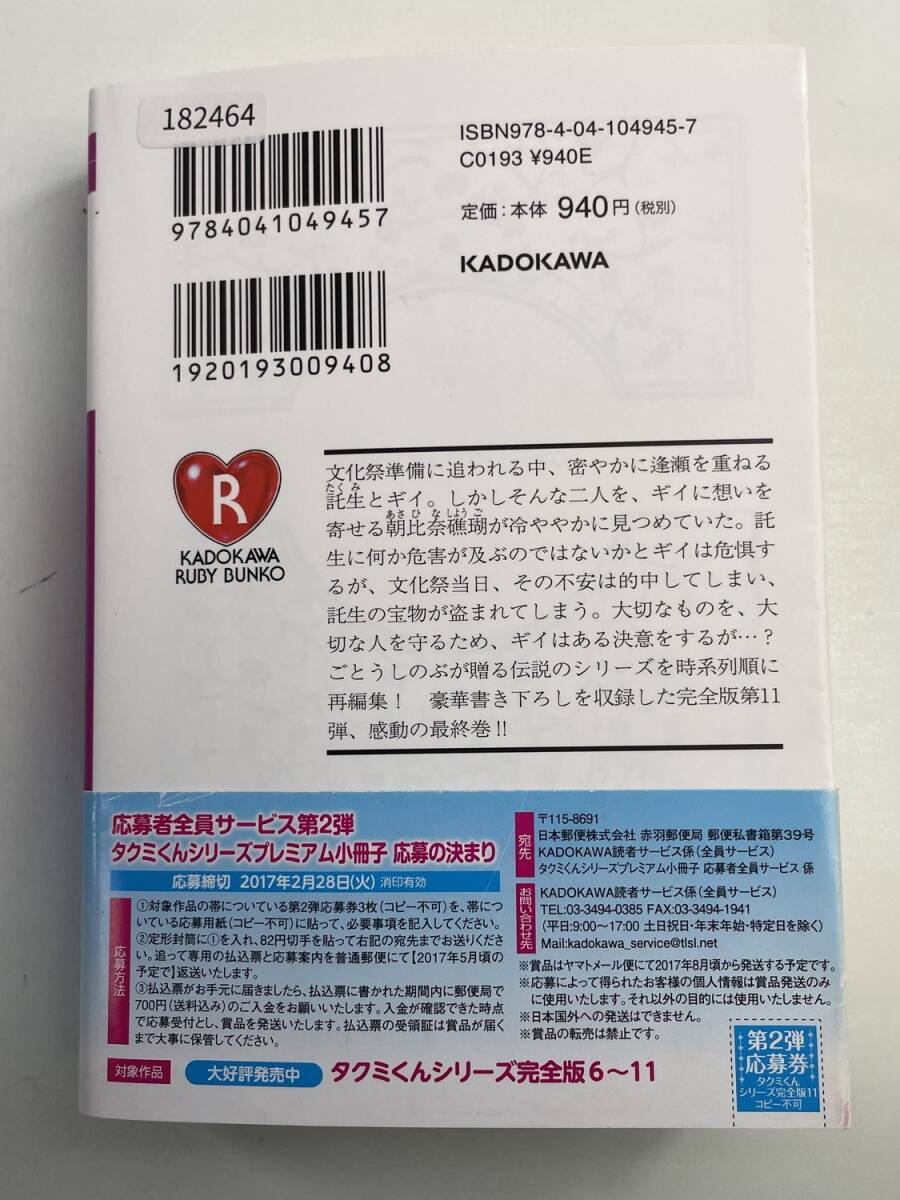 182464
9784041049457
1920193009408
ISBN978-4-04-104945-7
C0193 ¥940E
定価：本体 940円（税別）
KADOKAWA
R
KADOKAWA
RUBY BUNKO
文化祭準備に追われる中、密やかに逢瀬を重ねる
たくみ
託生とギイ。しかしそんな二人を、ギイに想いを
あさひなしょうご
寄せる朝比奈礁瑚が冷ややかに見つめていた。託
生に何か危害が及ぶのではないかとギイは危惧す
るが、文化祭当日、その不安は的中してしまい、
託生の宝物が盗まれてしまう。大切なものを、大
切な人を守るため、ギイはある決意をするが…？
ごとうしのぶが贈る伝説のシリーズを時系列順に
再編集！　豪華書き下ろしを収録した完全版第11
弾、感動の最終巻!!
応募者全員サービス第2弾
タクミくんシリーズプレミアム小冊子 応募の決まり
応募締切 2017年2月28日(火) 消印有効
応募方法
①対象作品の帯についている第2弾応募券3枚(コピー不可)を、帯に
ついている応募用紙(コピー不可)に貼って、必要事項を記入してください。
②定形封筒に①を入れ、82円切手を貼って右記の宛先までお送りくだ
さい。追って専用の払込票と応募案内を普通郵便にて【2017年5月頃の
予定で】返送いたします。
③払込票がお手元に届きましたら、払込票に書かれた期間内に郵便局で
700円(送料込み)のご入金をお願いいたします。入金が確認できた時点
で応募受付とし、賞品を発送いたします。払込票の受領証は賞品が届く
まで大事に保管してください。
宛先
〒115-8691
日本郵便株式会社 赤羽郵便局 郵便私書箱第39号
KADOKAWA読者サービス係(全員サービス)
タクミくんシリーズプレミアム小冊子 応募者全員サービス 係
お問い合わせ先
KADOKAWA読者サービス係(全員サービス)
TEL:03-3494-0385 FAX:03-3494-1941
(平日:9:00〜17:00 土日祝日・年末年始・特定日を除く)
Mail:kadokawa_service@tlsl.net
※賞品はヤマトメール便にて2017年8月頃から発送する予定です。
※応募によって得られたお客様の個人情報は賞品発送のみ
に使用いたします。それ以外の目的には使用いたしません。
※日本国外への発送はできません。
※賞品の転売は禁止です。
第2弾
応募券
タクミくん
シリーズ完全版11
コピー不可
対象作品 大好評発売中 タクミくんシリーズ完全版6〜11